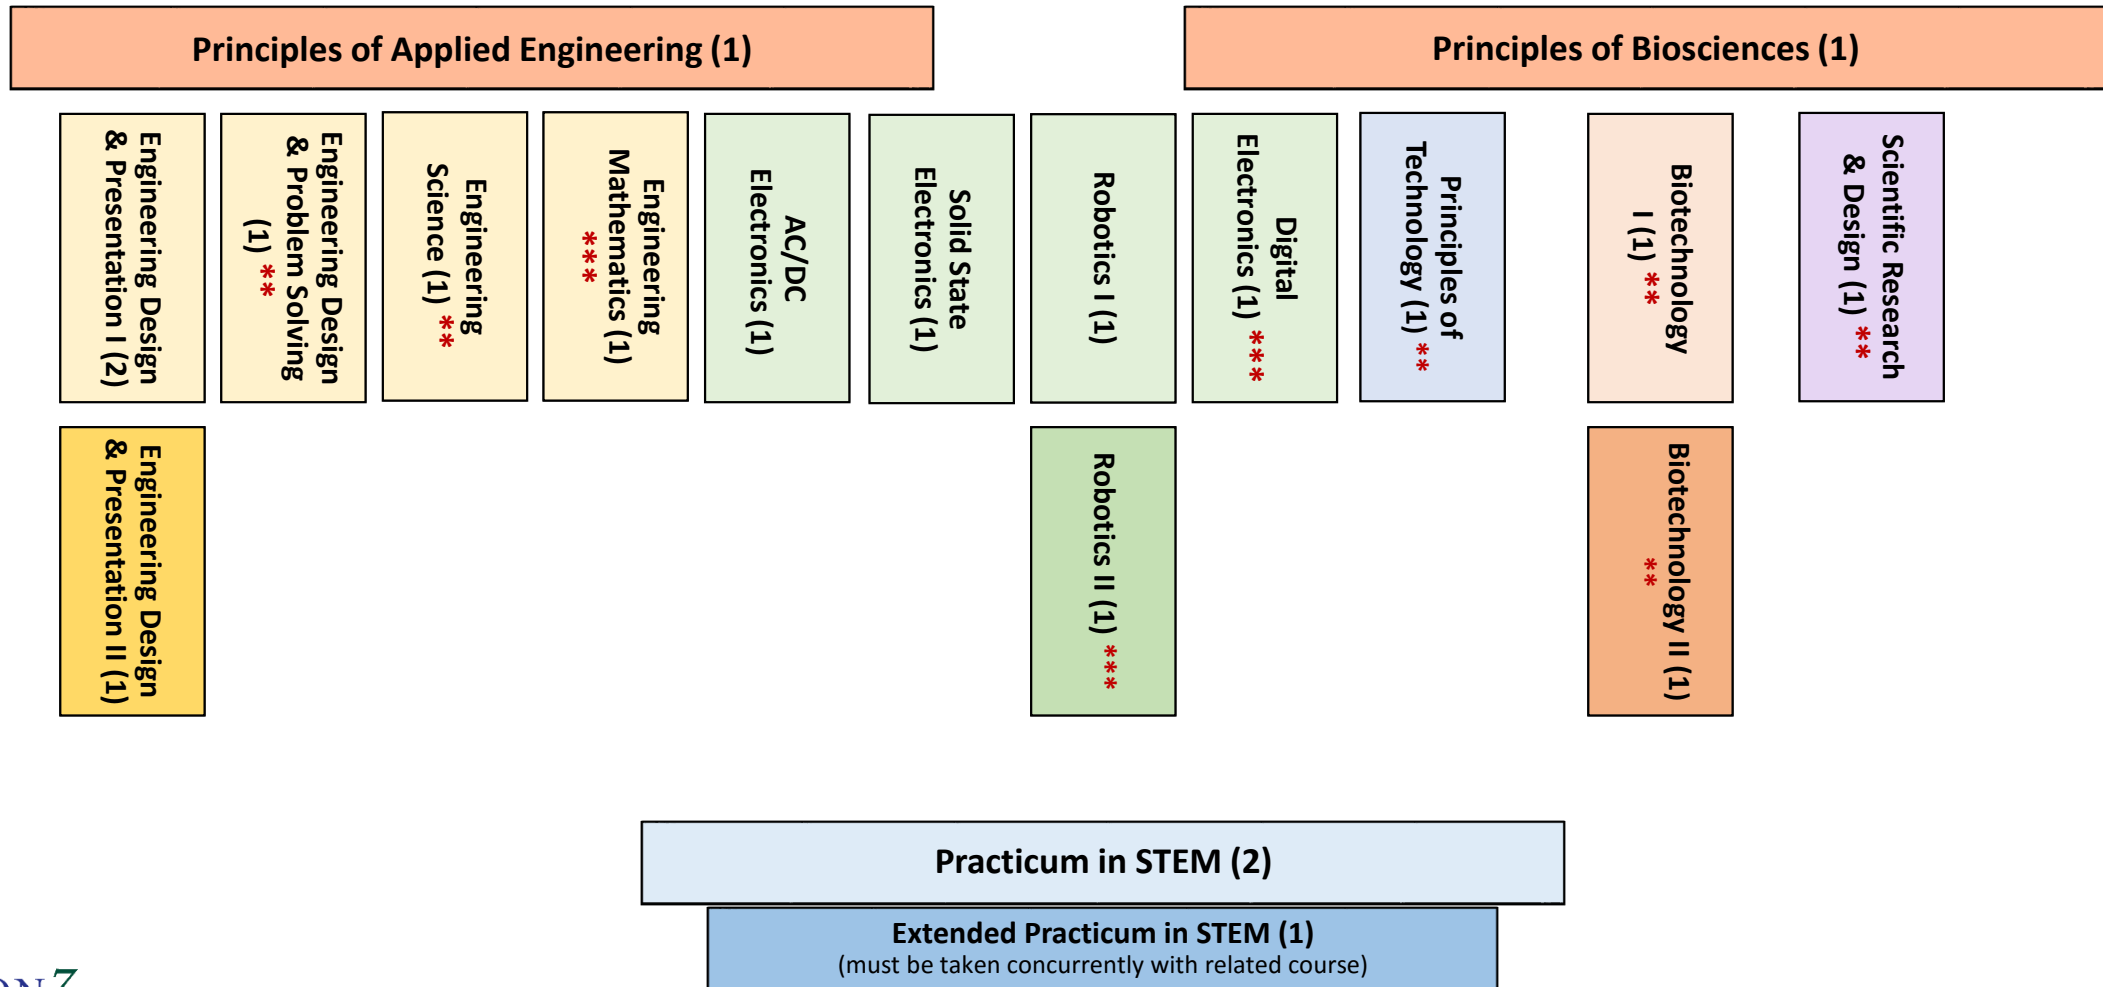 Principles of Applied Engineering (1)
Principles of Biosciences (1)
Engineering Design
& Presentation I (2)
Engineering Design
& Problem Solving
(1) **
Engineering
Science (1) **
Engineering
Mathematics (1)
***
AC/DC
Electronics (1)
Solid State
Electronics (1)
Robotics I (1)
Digital
Electronics (1) ***
Principles of
Technology (1) **
Biotechnology
I (1) **
Scientific Research
& Design (1) **
Engineering Design
& Presentation II (1)
Robotics II (1) ***
Biotechnology II (1)
**
Practicum in STEM (2)
Extended Practicum in STEM (1)
(must be taken concurrently with related course)